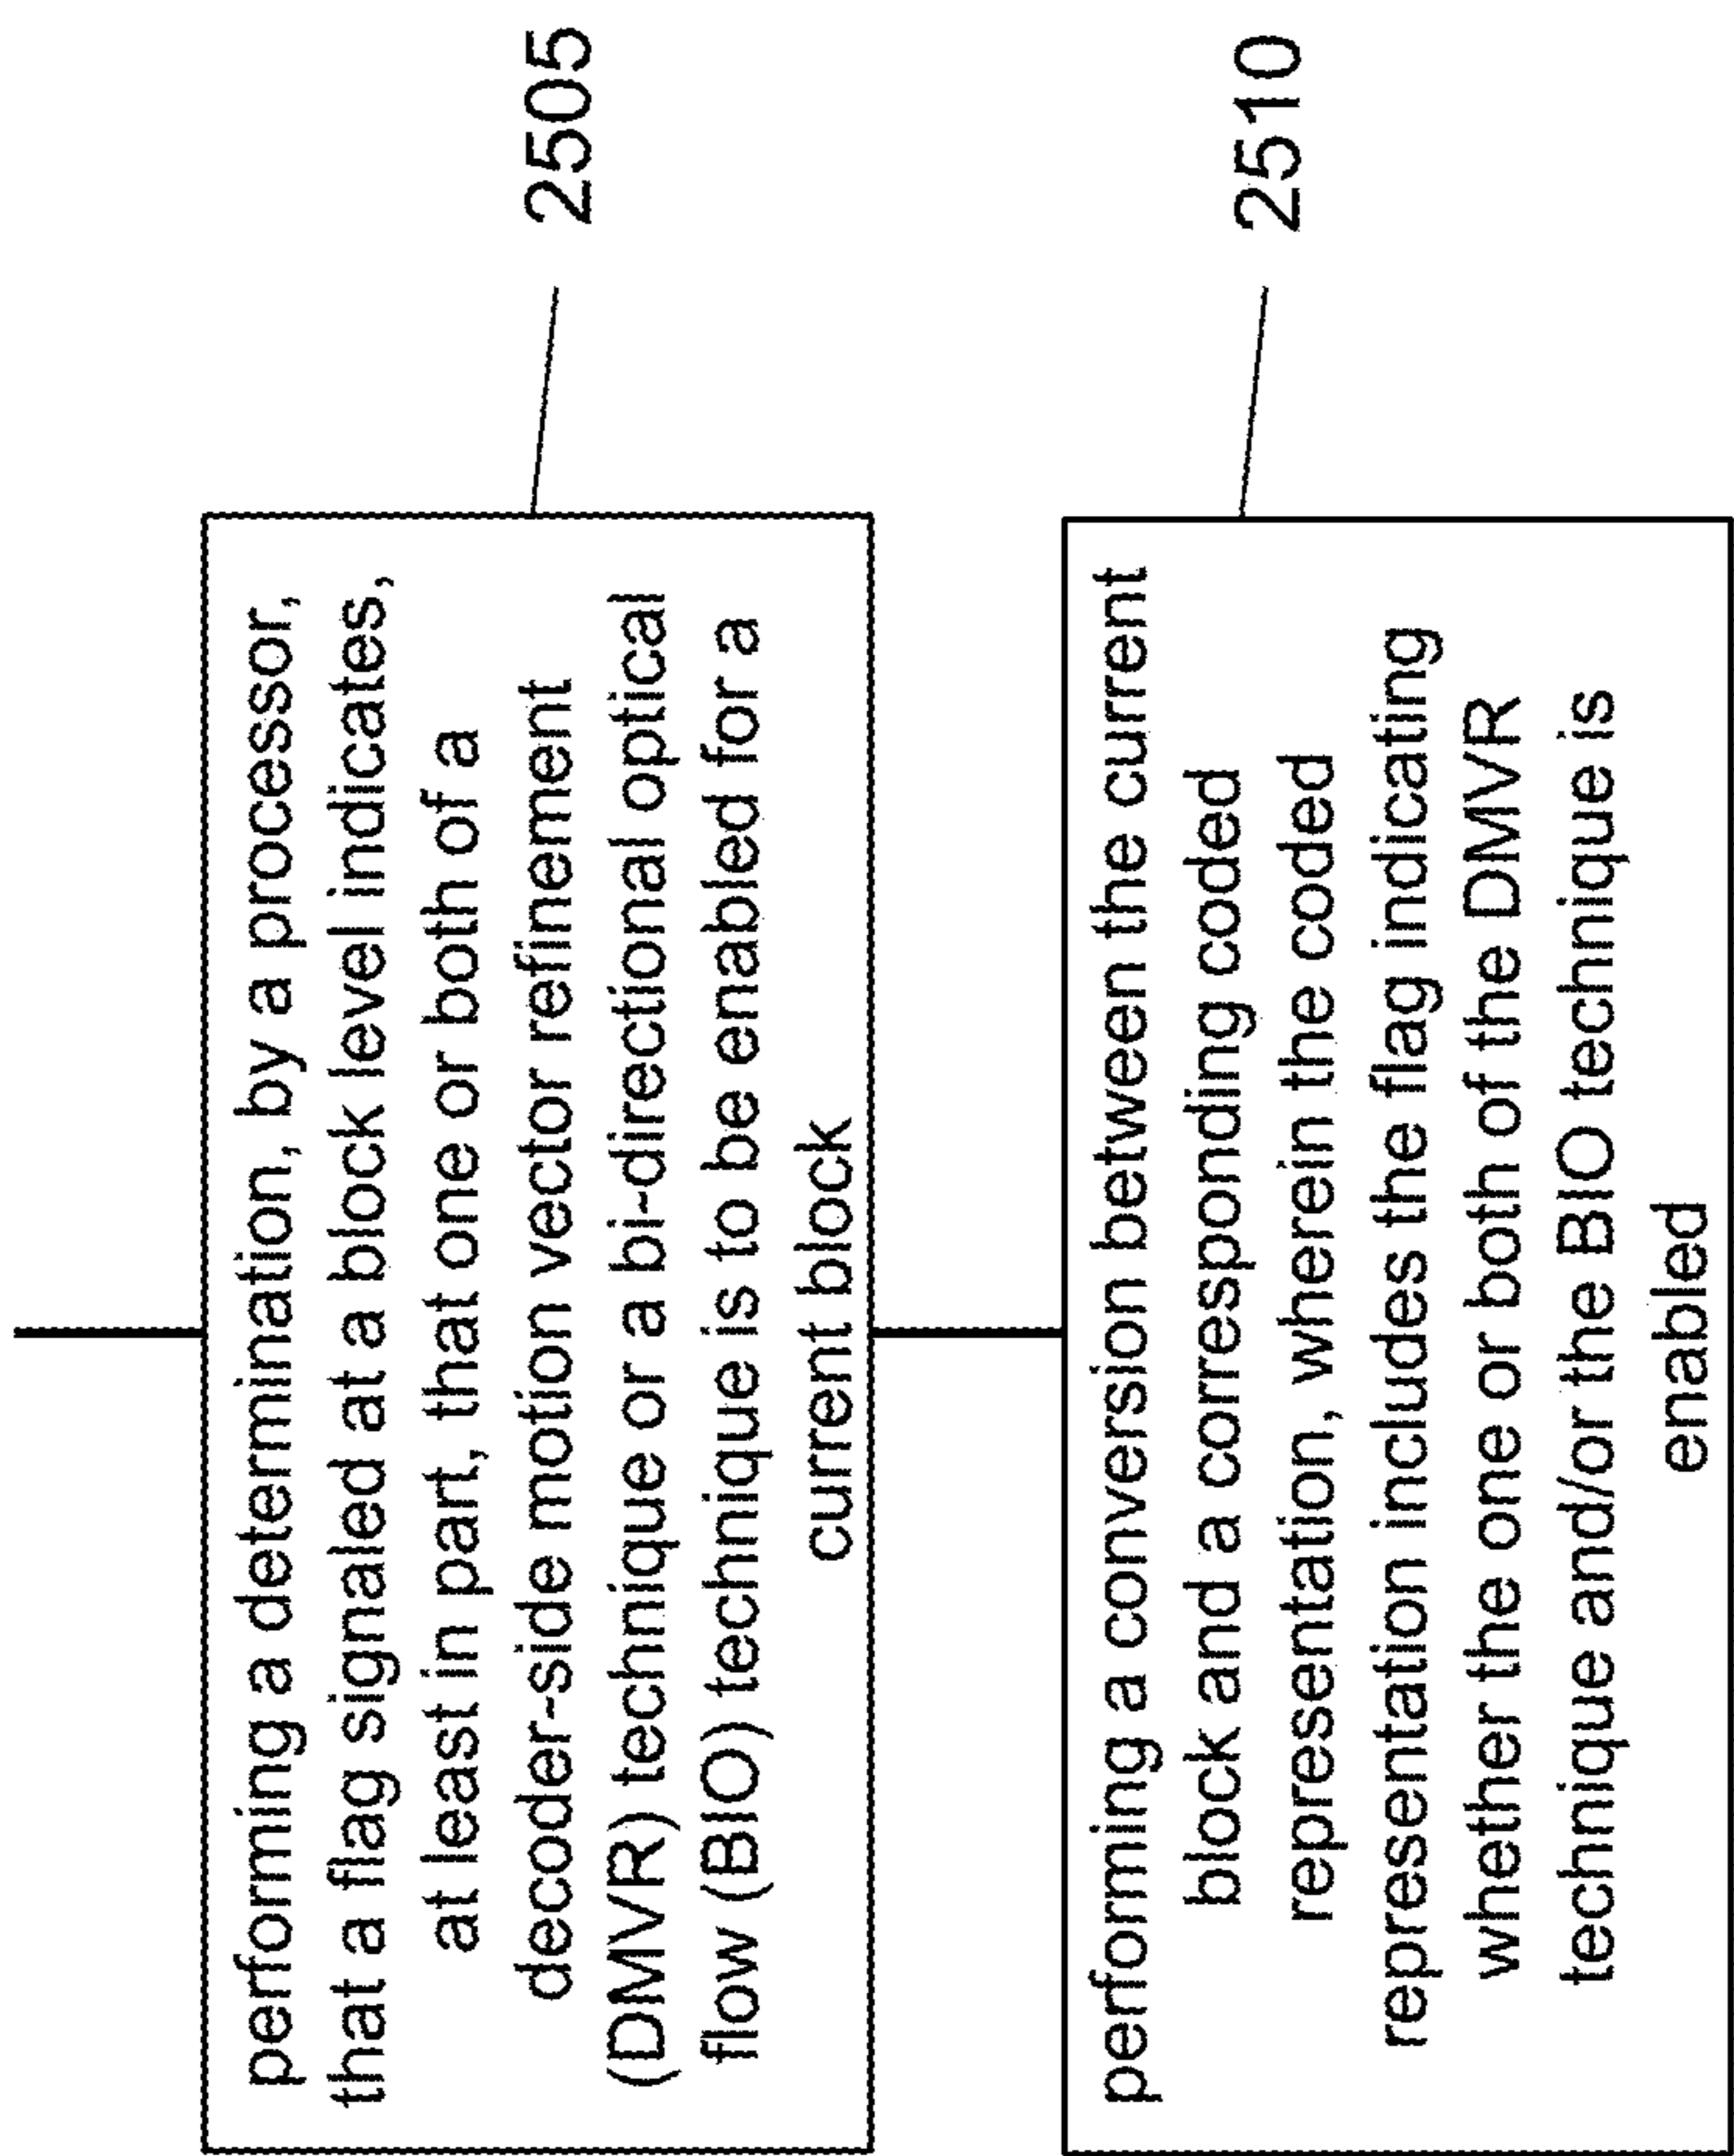 performing a determination, by a processor,
that a flag signaled at a block level indicates,
at least in part, that one or both of a
decoder-side motion vector refinement
(DMVR) technique or a bi-directional optical
flow (BIO) technique is to be enabled for a
current block
2505
performing a conversion between the current
block and a corresponding coded
representation, wherein the coded
representation includes the flag indicating
whether the one or both of the DMVR
technique and/or the BIO technique is
enabled
2510